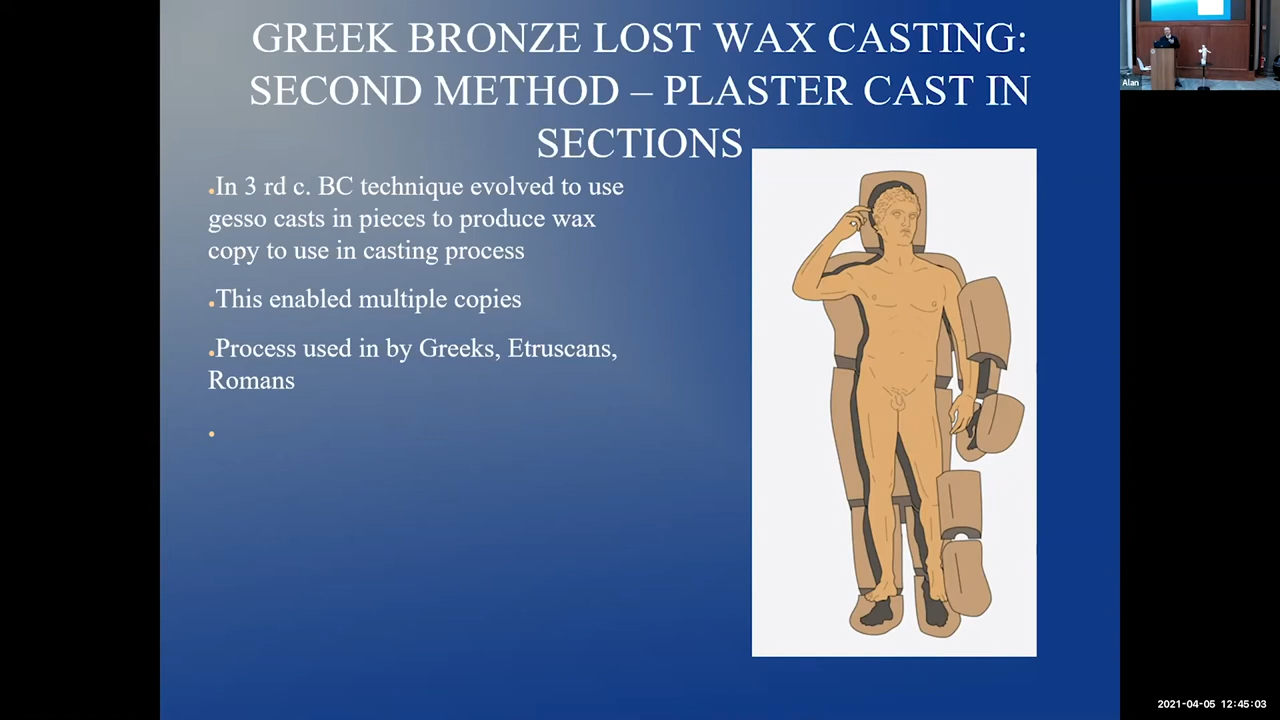 GREEK BRONZE LOST WAX CASTING:
SECOND METHOD – PLASTER CAST IN
SECTIONS
•In 3 rd c. BC technique evolved to use
gesso casts in pieces to produce wax
copy to use in casting process
•This enabled multiple copies
•Process used in by Greeks, Etruscans,
Romans
•
Alan
2021-04-05 12:45:03